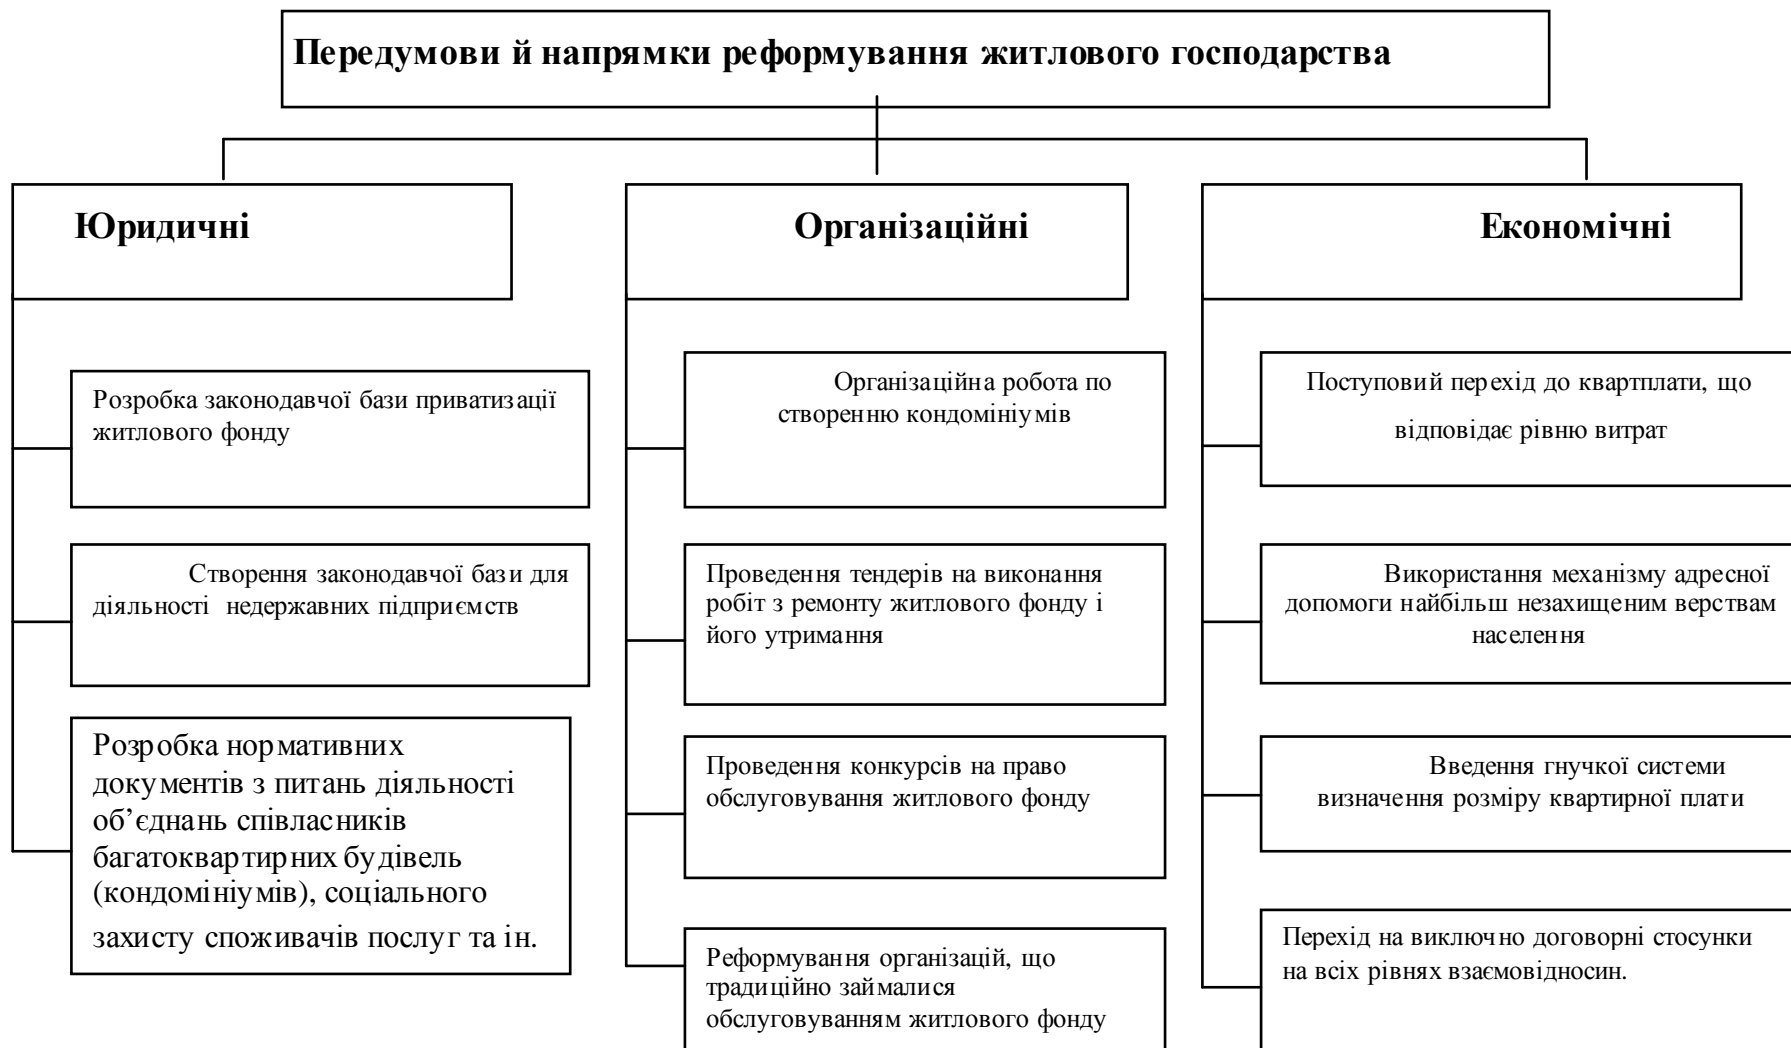 Передумови й напрямки реформування житлового господарства
Юридичні
Розробка законодавчої бази приватизації
житлового фонду
Створення законодавчої бази для
діяльності недержавних підприємств
Розробка нормативних
документів з питань діяльності
об’єднань співласників
багатоквартирних будівель
(кондомініумів), соціального
захисту споживачів послуг та ін.
Організаційні
Організаційна робота по
створенню кондомініумів
Проведення тендерів на виконання
робіт з ремонту житлового фонду і
його утримання
Проведення конкурсів на право
обслуговування житлового фонду
Реформування організацій, що
традиційно займалися
обслуговуванням житлового фонду
Економічні
Поступовий перехід до квартплати, що
відповідає рівню витрат
Використання механізму адресної
допомоги найбільш незахищеним верствам
населення
Введення гнучкої системи
визначення розміру квартирної плати
Перехід на виключно договорні стосунки
на всіх рівнях взаємовідносин.